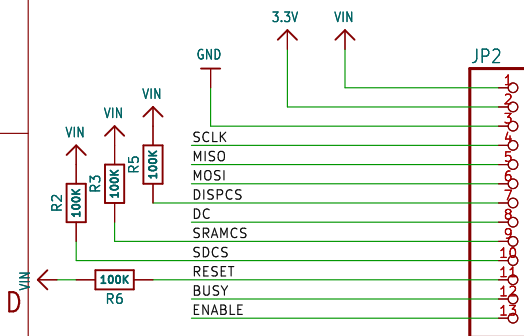 3.3V
VIN
GND
JP2
VIN
VIN
VIN
R5
100K
R3
100K
R2
100K
SCLK
MISO
MOSI
DISPCS
DC
SRAMCS
SDCS
RESET
BUSY
ENABLE
1
2
3
4
5
6
7
8
9
10
11
12
13
VIN
100K
R6
D